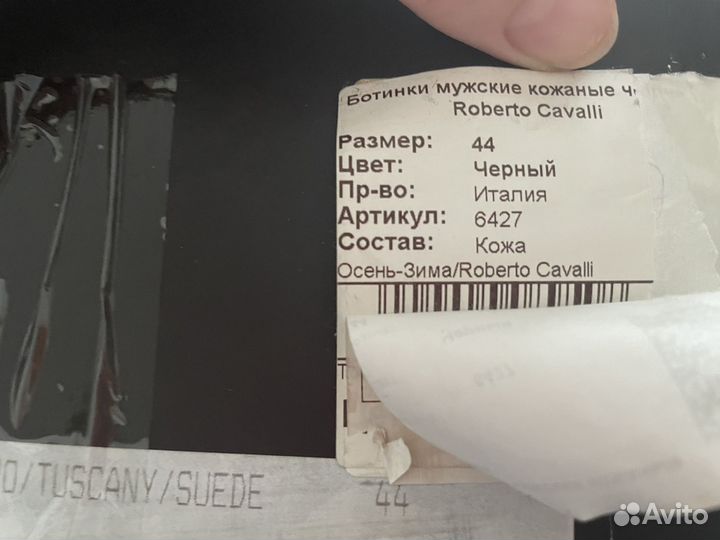 Ботинки мужские кожаные
Roberto Cavalli
Размер: 44
Цвет: Черный
Пр-во: Италия
Артикул: 6427
Состав: Кожа
Осень-Зима/Roberto Cavalli
/TUSCANY/SUEDE 44
Avito